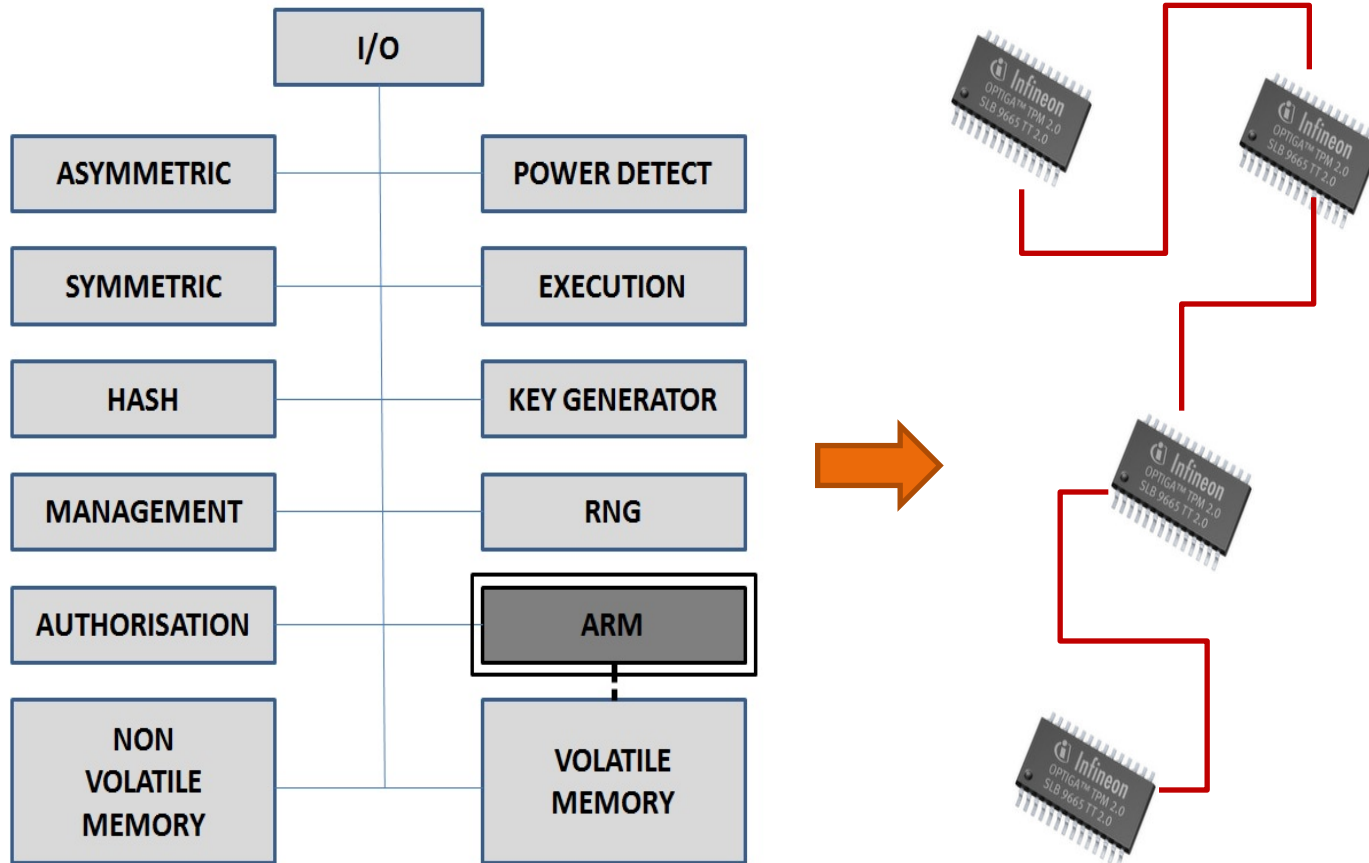 I/O
ASYMMETRIC
POWER DETECT
SYMMETRIC
EXECUTION
HASH
KEY GENERATOR
MANAGEMENT
RNG
AUTHORISATION
ARM
NON
VOLATILE
MEMORY
VOLATILE
MEMORY
Infineon
OPTIGA™ TPM 2.0
SLB 9665 TT 2.0
Infineon
OPTIGA™ TPM 2.0
SLB 9665 TT 2.0
Infineon
OPTIGA™ TPM 2.0
SLB 9665 TT 2.0
Infineon
OPTIGA™ TPM 2.0
SLB 9665 TT 2.0